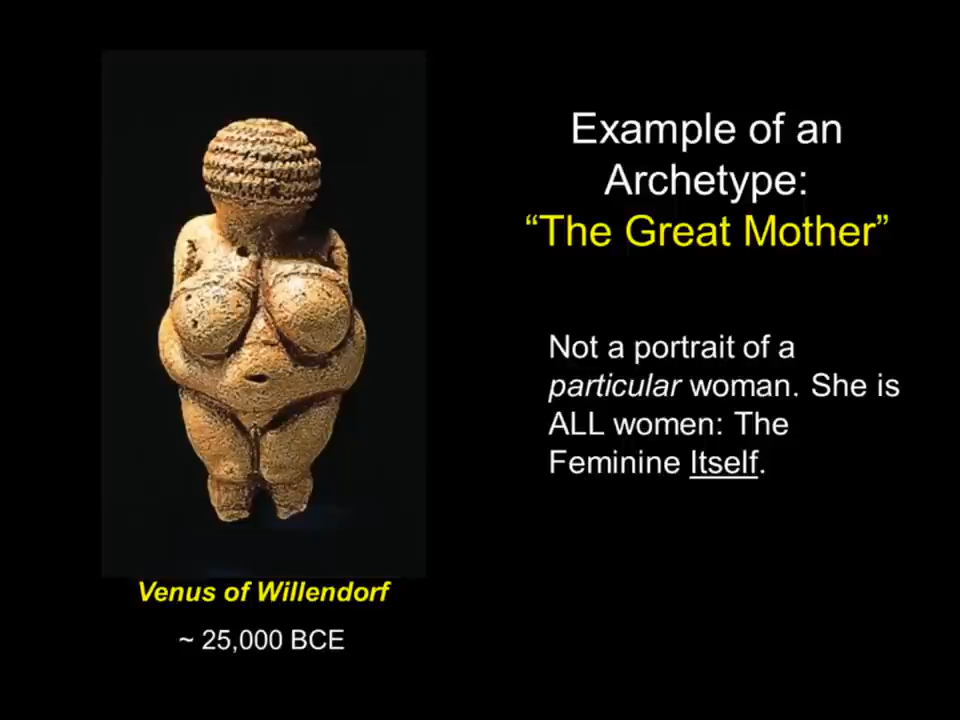 Example of an
Archetype:
“The Great Mother”
Not a portrait of a
particular woman. She is
ALL women: The
Feminine Itself.
Venus of Willendorf
~ 25,000 BCE